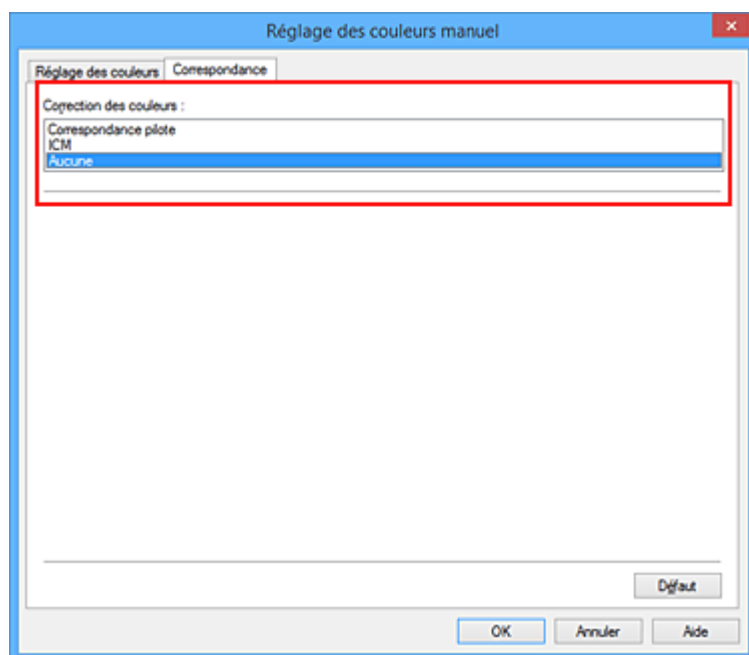 Réglage des couleurs manuel
Réglage des couleurs Correspondance
Correction des couleurs :
Correspondance pilote
ICM
Aucune
Défaut
OK Annuler Aide